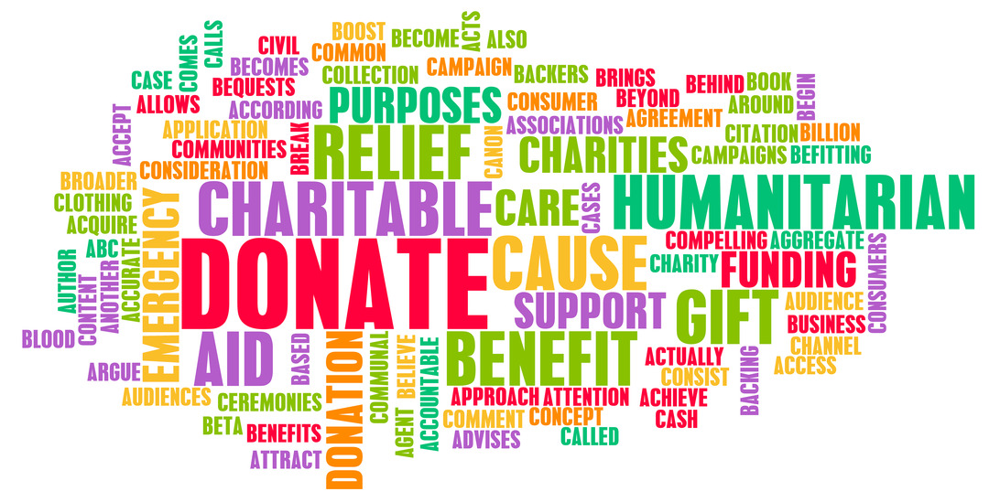 CALLS
COMES
CIVIL
BOOST
COMMON
BECOME
ACTS
ALSO
CASE
BECOMES
COLLECTION
CAMPAIGN
BACKERS
BRINGS
BEHIND
BOOK
BEGIN
ALLOWS
BEQUESTS
ACCORDING
PURPOSES
CONSUMER
BEYOND
AROUND
ACCEPT
APPLICATION
ASSOCIATIONS
AGREEMENT
COMMUNITIES
BREAK
RELIEF
CANON
CHARITIES
CITATION
BILLION
CAMPAIGNS
BEFITTING
BROADER
CONSIDERATION
CLOTHING
ACQUIRE
EMERGENCY
CHARITABLE
CARE
CASES
HUMANITARIAN
ABC
AUTHOR
CONTENT
ANOTHER
ACCURATE
DONATE
CAUSE
COMPELLING
AGGREGATE
CHARITY
FUNDING
CONSUMERS
SUPPORT
GIFT
AUDIENCE
BUSINESS
BLOOD
CHANNEL
ARGUE
AID
BASED
DONATION
COMMUNAL
BELIEVE
ACCOUNTABLE
BENEFIT
ACTUALLY
CONSIST
BACKING
ACCESS
AUDIENCES
CEREMONIES
APPROACH
ATTENTION
ACHIEVE
BETA
BENEFITS
AGENT
COMMENT
CONCEPT
CASH
ATTRACT
ADVISES
CALLED